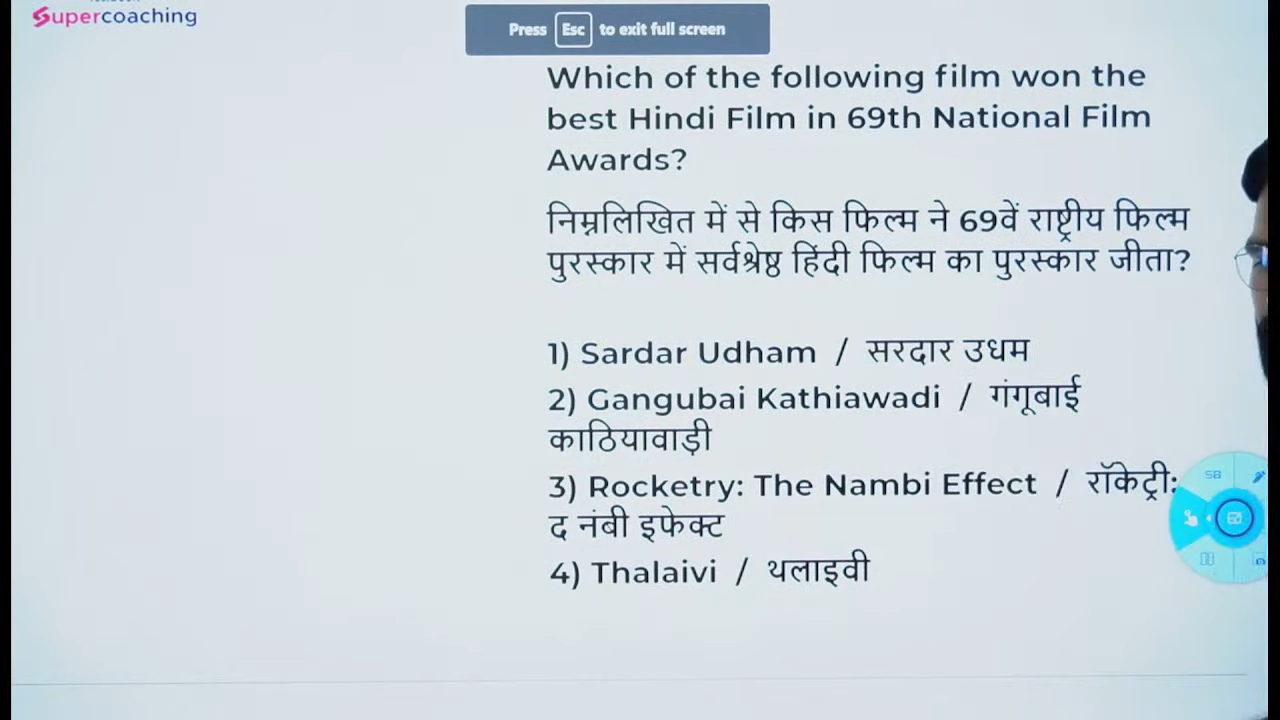 Supercoaching
Press Esc to exit full screen
Which of the following film won the
best Hindi Film in 69th National Film
Awards?
निम्नलिखित में से किस फिल्म ने 69वें राष्ट्रीय फिल्म
पुरस्कार में सर्वश्रेष्ठ हिंदी फिल्म का पुरस्कार जीता?
1) Sardar Udham / सरदार उधम
2) Gangubai Kathiawadi / गंगूबाई
काठियावाड़ी
3) Rocketry: The Nambi Effect / रॉकेट्री:
द नंबी इफेक्ट
4) Thalaivi / थलाइवी
SB